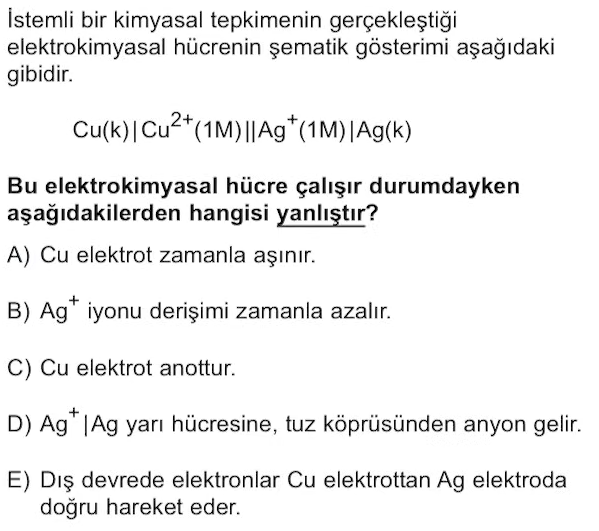 İstemli bir kimyasal tepkimenin gerçekleştiği
elektrokimyasal hücrenin şematik gösterimi aşağıdaki
gibidir.
Cu(k)|Cu²⁺(1M)||Ag⁺(1M)|Ag(k)
Bu elektrokimyasal hücre çalışır durumdayken
aşağıdakilerden hangisi yanlıştır?
A) Cu elektrot zamanla aşınır.
B) Ag⁺ iyonu derişimi zamanla azalır.
C) Cu elektrot anottur.
D) Ag⁺|Ag yarı hücresine, tuz köprüsünden anyon gelir.
E) Dış devrede elektronlar Cu elektrottan Ag elektroda
doğru hareket eder.